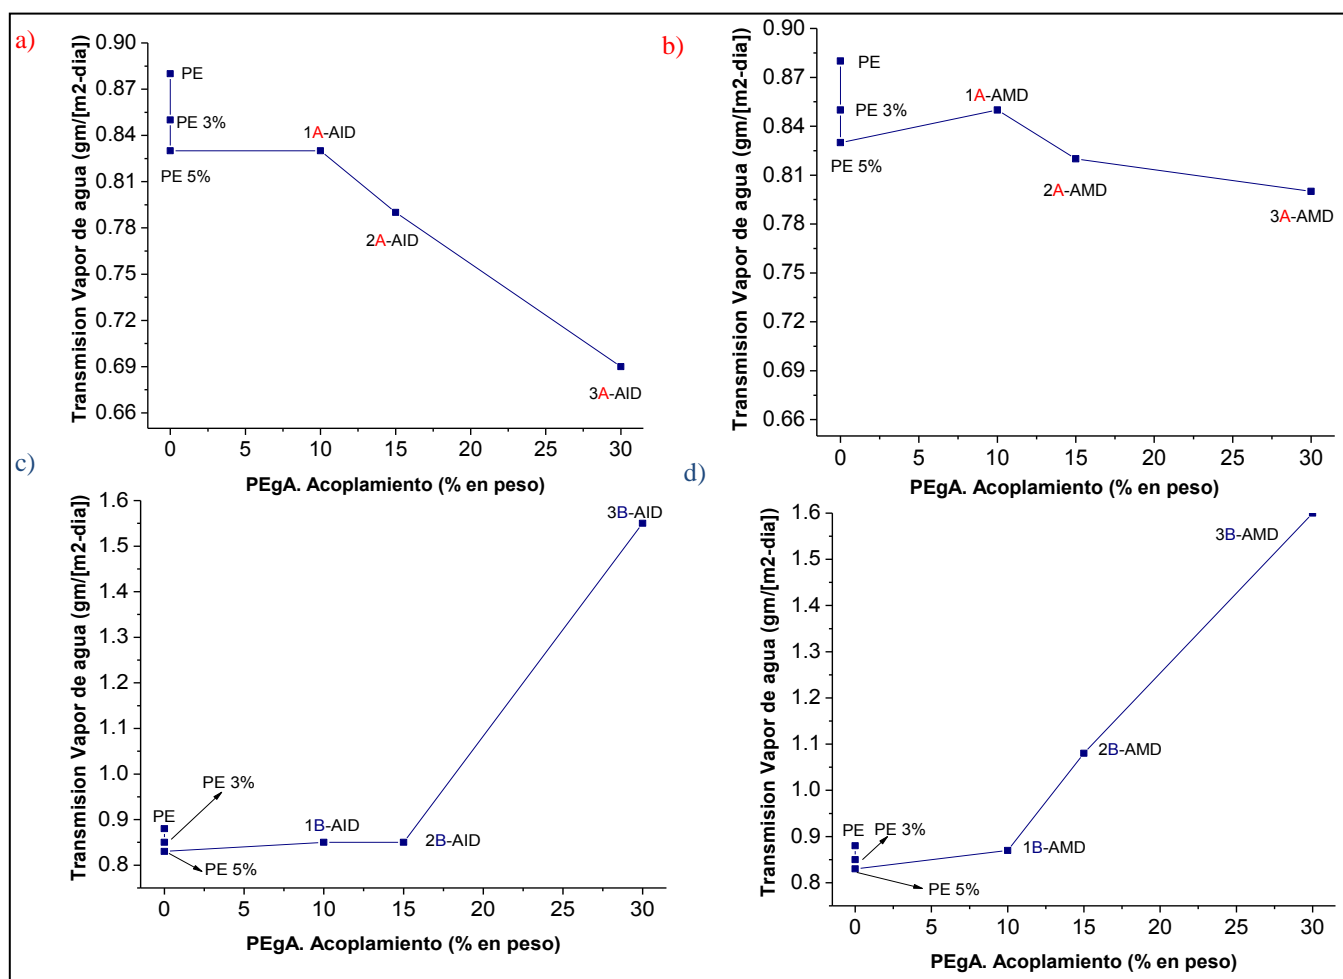 a)
Transmision Vapor de agua (gm/[m2-dia])
0.90
0.87
0.84
0.81
0.78
0.75
0.72
0.69
0.66
PE
PE 3%
PE 5%
1A-AID
2A-AID
3A-AID
0 5 10 15 20 25 30
PEgA. Acoplamiento (% en peso)
b)
Transmision Vapor de agua (gm/[m2-dia])
0.90
0.87
0.84
0.81
0.78
0.75
0.72
0.69
0.66
PE
PE 3%
PE 5%
1A-AMD
2A-AMD
3A-AMD
0 5 10 15 20 25 30
PEgA. Acoplamiento (% en peso)
c)
Transmision Vapor de agua (gm/[m2-dia])
1.6
1.5
1.4
1.3
1.2
1.1
1.0
0.9
0.8
3B-AID
PE 3%
PE
1B-AID
2B-AID
PE 5%
0 5 10 15 20 25 30
PEgA. Acoplamiento (% en peso)
d)
Transmision Vapor de agua (gm/[m2-dia])
1.6
1.5
1.4
1.3
1.2
1.1
1.0
0.9
0.8
3B-AMD
2B-AMD
PE
PE 3%
1B-AMD
PE 5%
0 5 10 15 20 25 30
PEgA. Acoplamiento (% en peso)